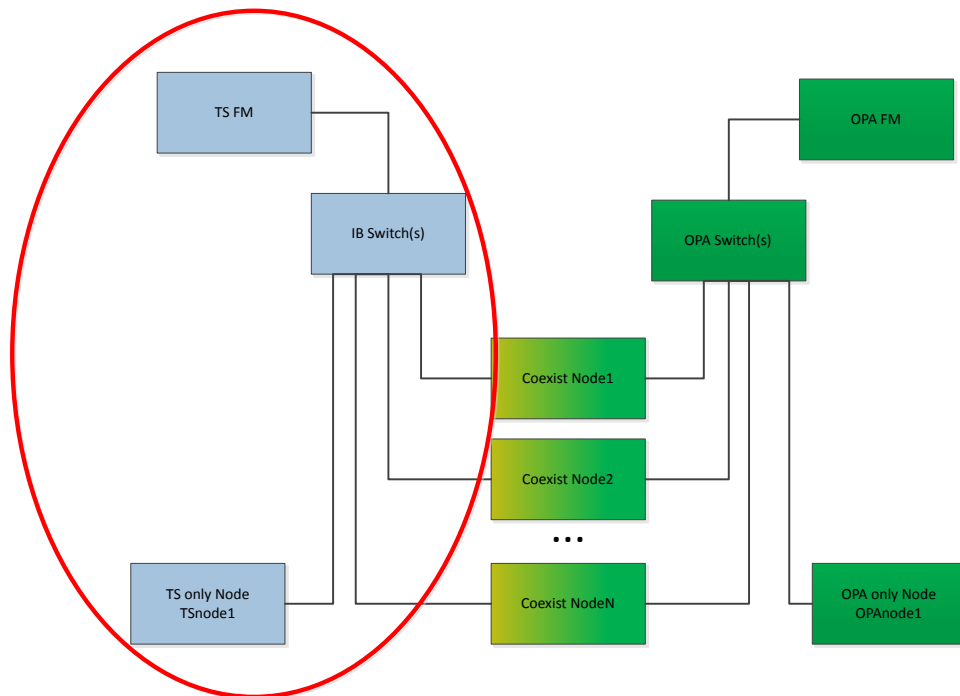 TS FM
OPA FM
IB Switch(s)
OPA Switch(s)
Coexist Node1
Coexist Node2
...
TS only Node
TSnode1
Coexist NodeN
OPA only Node
OPAnode1